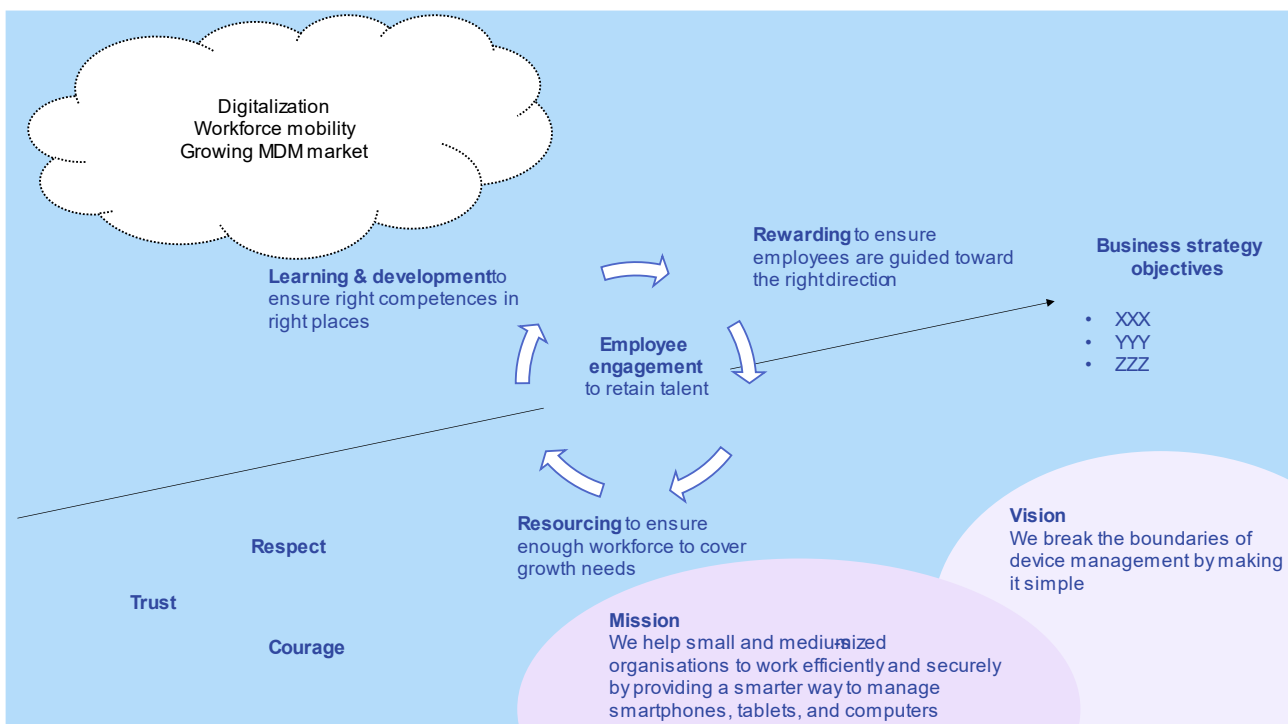 Digitalization
Workforce mobility
Growing MDM market
Learning & development to
ensure right competences in
right places
Rewarding to ensure
employees are guided toward
the right direction
Business strategy
objectives
• XXX
• YYY
• ZZZ
Employee
engagement
to retain talent
Resourcing to ensure
enough workforce to cover
growth needs
Respect
Trust
Courage
Vision
We break the boundaries of
device management by making
it simple
Mission
We help small and medium-sized
organisations to work efficiently and securely
by providing a smarter way to manage
smartphones, tablets, and computers